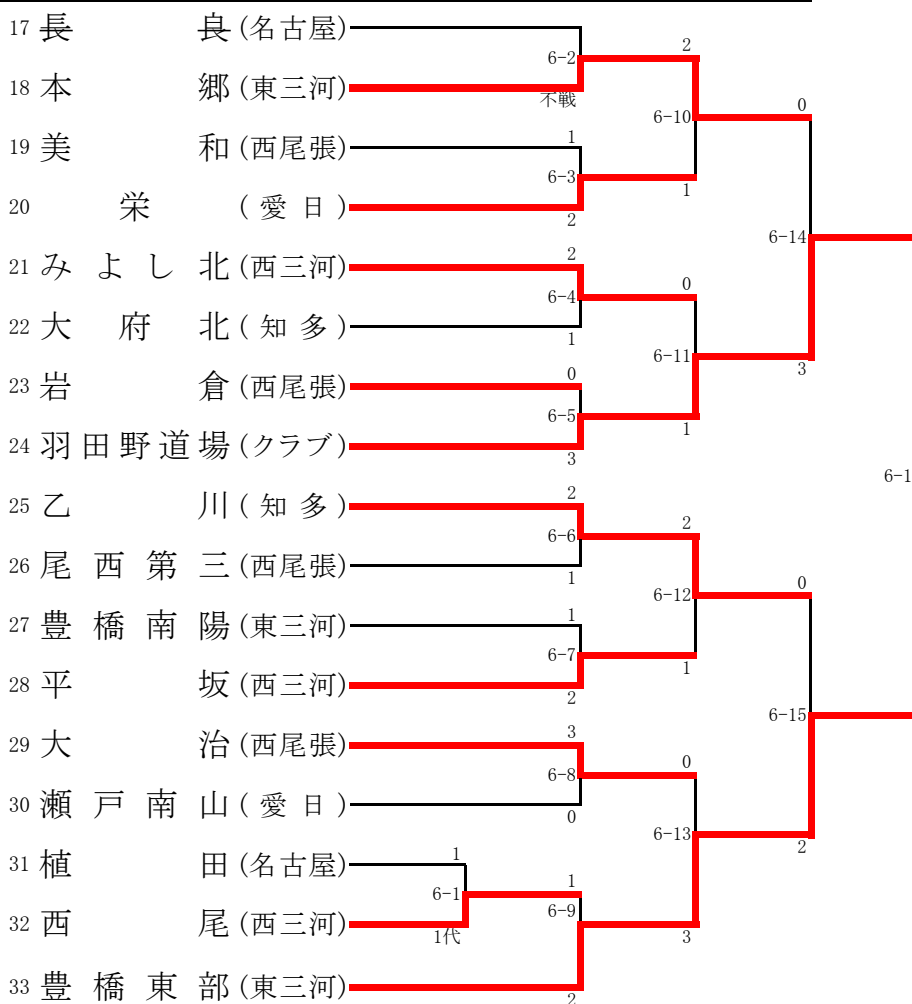 17 長良 (名古屋)
6-2
2
18 本郷 (東三河)
不戦
6-10
0
19 美和 (西尾張)
1
6-3
1
20 栄 (愛日)
2
6-14
21 みよし北 (西三河)
2
6-4
0
22 大府北 (知多)
1
6-11
3
23 岩倉 (西尾張)
0
6-5
1
24 羽田野道場 (クラブ)
3
6-1
25 乙川 (知多)
2
6-6
2
26 尾西第三 (西尾張)
1
6-12
0
27 豊橋南陽 (東三河)
1
6-7
1
28 平坂 (西三河)
2
6-15
29 大治 (西尾張)
3
6-8
0
30 瀬戸南山 (愛日)
0
6-13
2
31 植田 (名古屋)
1
6-1
1
6-9
32 西尾 (西三河)
1代
3
33 豊橋東部 (東三河)
2